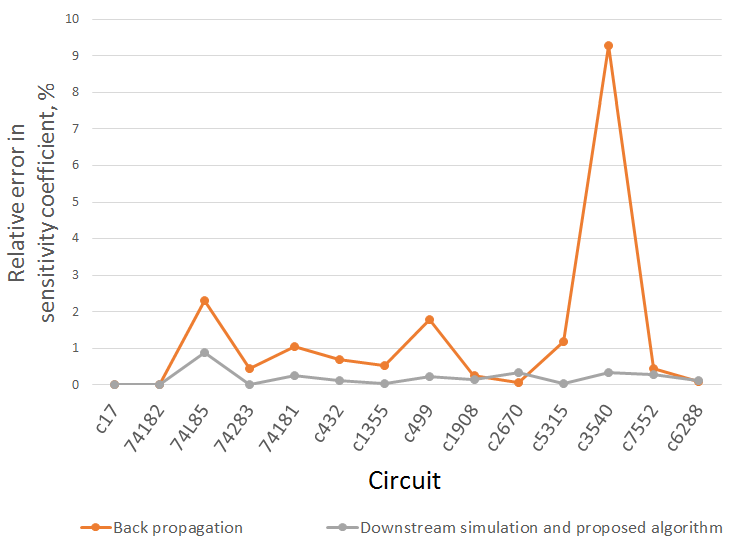 10
9
8
7
6
5
4
3
2
1
0
Relative error in
sensitivity coefficient, %
c17
74182
74L85
74283
74181
c432
c1355
c499
c1908
c2670
c5315
c3540
c7552
c6288
Circuit
Back propagation
Downstream simulation and proposed algorithm